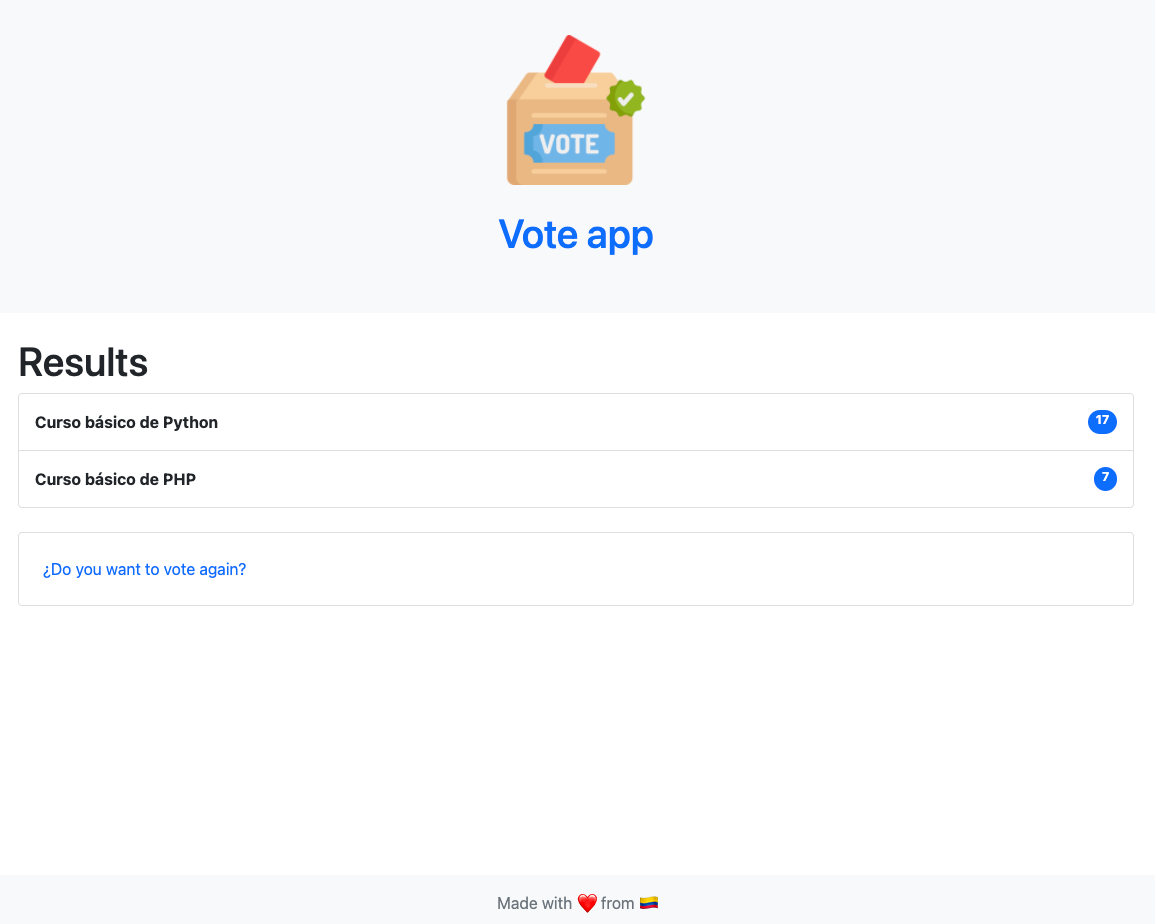 VOTE
Vote app
Results
Curso básico de Python 17
Curso básico de PHP 7
¿Do you want to vote again?
Made with ❤️ from 🇨🇴